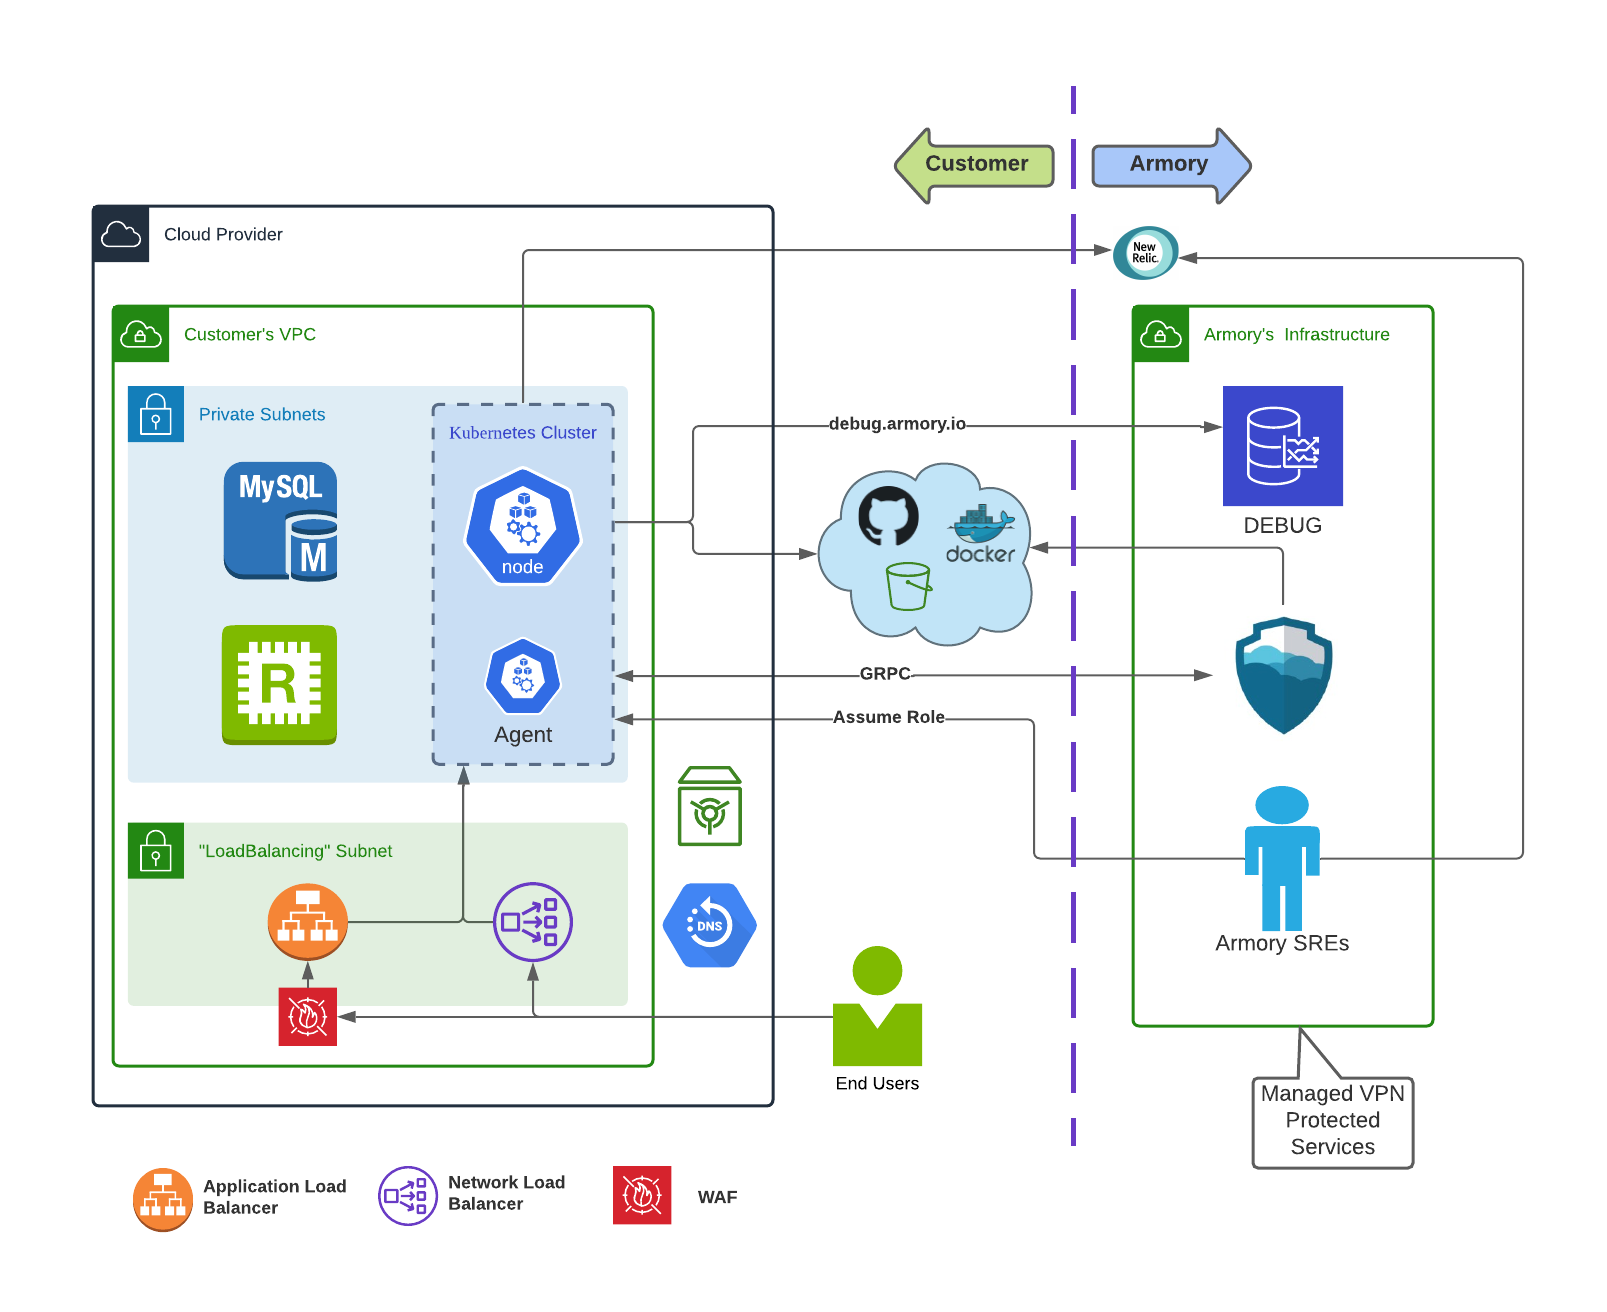 Customer
Armory
Cloud Provider
New
Relic.
Customer's VPC
Armory's  Infrastructure
Private Subnets
Kubernetes Cluster
debug.armory.io
MySQL
M
node
docker
DEBUG
R
GRPC
Assume Role
Agent
"LoadBalancing" Subnet
DNS
Armory SREs
End Users
Managed VPN
Protected
Services
Application Load
Balancer
Network Load
Balancer
WAF